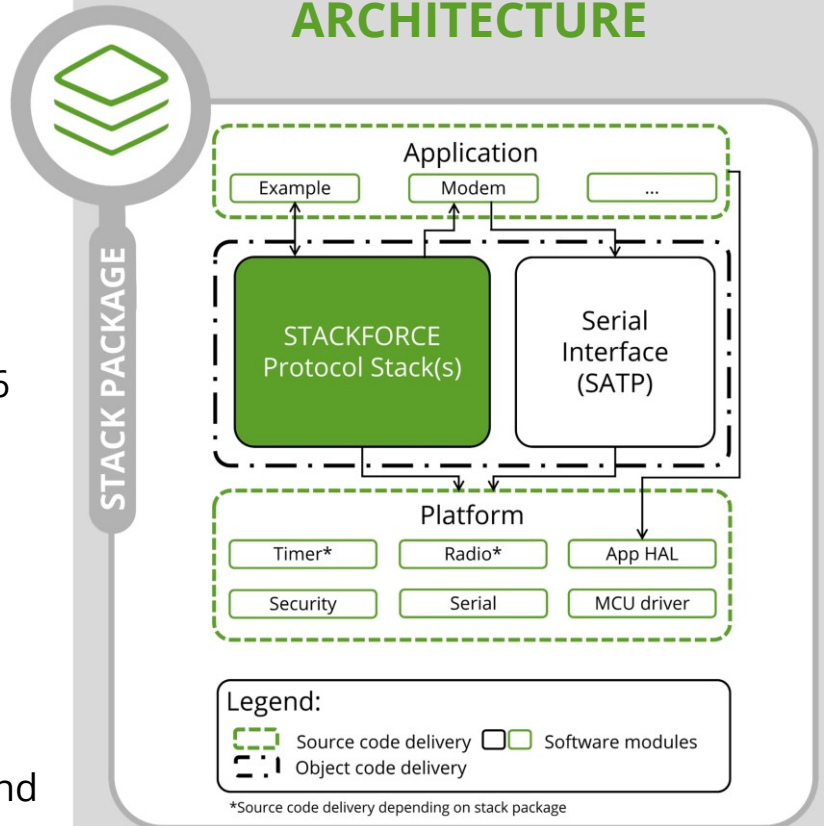 ARCHITECTURE
STACK PACKAGE
Application
Example
Modem
...
STACKFORCE
Protocol Stack(s)
Serial
Interface
(SATP)
Platform
Timer*
Radio*
App HAL
Security
Serial
MCU driver
Legend:
Source code delivery
Software modules
Object code delivery
*Source code delivery depending on stack package